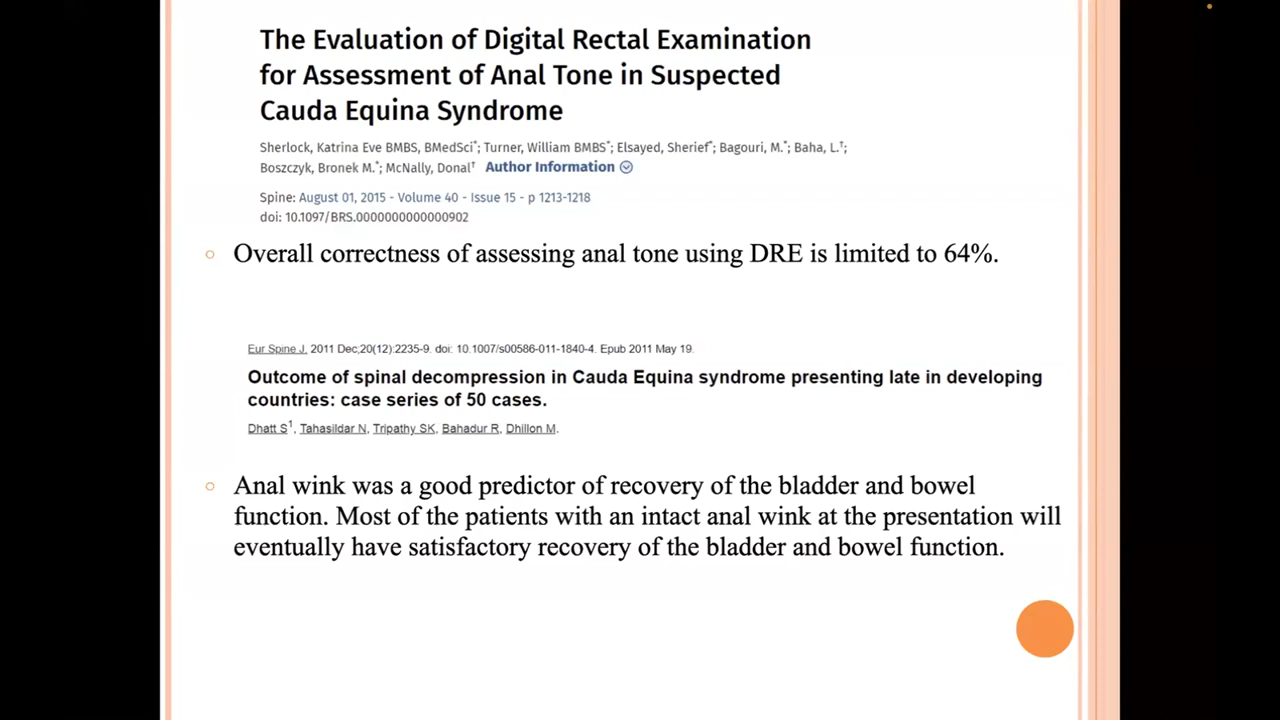 The Evaluation of Digital Rectal Examination
for Assessment of Anal Tone in Suspected
Cauda Equina Syndrome
Sherlock, Katrina Eve BMBS, BMedSci*; Turner, William BMBS*; Elsayed, Sherief*; Bagouri, M.*; Baha, L.†;
Boszczyk, Bronek M.*; McNally, Donal† Author Information
Spine: August 01, 2015 - Volume 40 - Issue 15 - p 1213-1218
doi: 10.1097/BRS.0000000000000902
Overall correctness of assessing anal tone using DRE is limited to 64%.
Eur Spine J. 2011 Dec;20(12):2235-9. doi: 10.1007/s00586-011-1840-4. Epub 2011 May 19.
Outcome of spinal decompression in Cauda Equina syndrome presenting late in developing
countries: case series of 50 cases.
Dhatt S1, Tahasildar N, Tripathy SK, Bahadur R, Dhillon M.
Anal wink was a good predictor of recovery of the bladder and bowel
function. Most of the patients with an intact anal wink at the presentation will
eventually have satisfactory recovery of the bladder and bowel function.